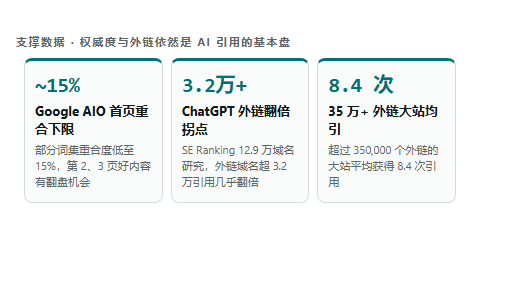 支撑数据 · 权威度与外链依然是 AI 引用的基本盘
~15%
Google AIO 首页重
合下限
部分词集重合度低至
15%，第 2、3 页好内容
有翻盘机会
3.2万+
ChatGPT 外链翻倍
拐点
SE Ranking 12.9 万域名
研究，外链域名超 3.2
万引用几乎翻倍
8.4 次
35 万+ 外链大站均
引
超过 350,000 个外链的
大站平均获得 8.4 次引
用